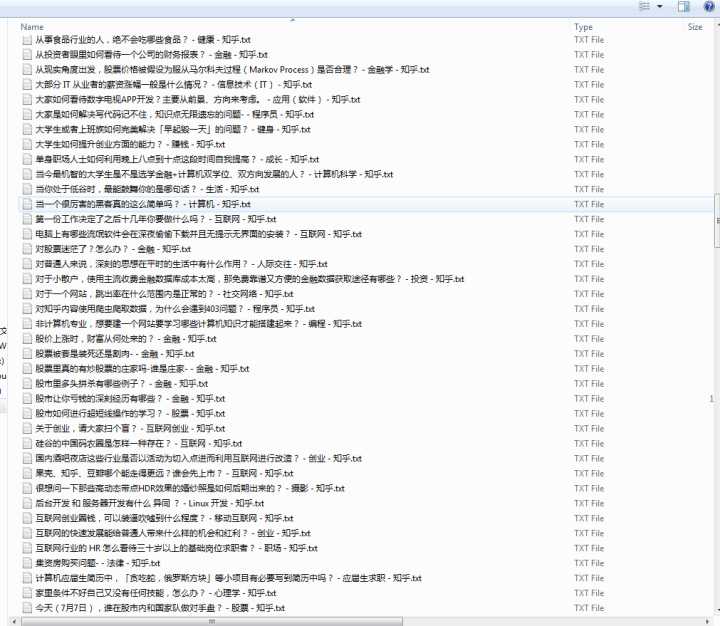 Name Type Size
从事食品行业的人，绝不会吃哪些食品？ - 健康 - 知乎.txt TXT File
从投资者眼里如何看待一个公司的财务报表？ - 金融 - 知乎.txt TXT File
从现实角度出发，股票价格被假设为服从马尔科夫过程（Markov Process）是否合理？ - 金融学 - 知乎.txt TXT File
大部分 IT 从业者的薪资涨幅一般是什么情况？ - 信息技术（IT） - 知乎.txt TXT File
大家如何看待数字电视APP开发？主要从前景、方向来考虑。 - 应用（软件） - 知乎.txt TXT File
大家是如何解决写代码记不住，知识点无限遗忘的问题- - 程序员 - 知乎.txt TXT File
大学生或者上班族如何完美解决「早起毁一天」的问题？ - 健身 - 知乎.txt TXT File
大学生如何提升创业方面的能力？ - 赚钱 - 知乎.txt TXT File
单身职场人士如何利用晚上八点到十点这段时间自我提高？ - 成长 - 知乎.txt TXT File
当今最机智的大学生是不是选学金融+计算机双学位、双方向发展的人？ - 计算机科学 - 知乎.txt TXT File
当你处于低谷时，最能鼓舞你的是哪句话？ - 生活 - 知乎.txt TXT File
当一个很厉害的黑客真的这么简单吗？ - 计算机 - 知乎.txt TXT File
第一份工作决定了之后十几年你要做什么吗？ - 互联网 - 知乎.txt TXT File
电脑上有哪些流氓软件会在深夜偷偷下载并且无提示无界面的安装？ - 互联网 - 知乎.txt TXT File
对股票迷茫了？怎么办？ - 金融 - 知乎.txt TXT File
对普通人来说，深刻的思想在平时的生活中有什么作用？ - 人际交往 - 知乎.txt TXT File
对于小散户，使用主流收费金融数据库成本太高，那免费靠谱又方便的金融数据获取途径有哪些？ - 投资 - 知乎.txt TXT File
对于一个网站，跳出率在什么范围内是正常的？ - 社交网络 - 知乎.txt TXT File
对知乎内容使用爬虫爬取数据，为什么会遇到403问题？ - 程序员 - 知乎.txt TXT File
非计算机专业，想要建一个网站要学习哪些计算机知识才能搭建起来？ - 编程 - 知乎.txt TXT File
股价上涨时，财富从何处来的？ - 金融 - 知乎.txt TXT File
股票被套是装死还是割肉- - 金融 - 知乎.txt TXT File
股票里真的有炒股票的庄家吗-谁是庄家- - 金融 - 知乎.txt TXT File
股市里多头拼杀有哪些例子？ - 金融 - 知乎.txt TXT File
股市让你亏钱的深刻经历有哪些？ - 金融 - 知乎.txt TXT File 1
股市如何进行超短线操作的学习？ - 股票 - 知乎.txt TXT File
关于创业，请大家扫个盲？ - 互联网创业 - 知乎.txt TXT File
硅谷的中国码农圈是怎样一种存在？ - 互联网 - 知乎.txt TXT File
国内酒吧夜店这些行业是否以活动为切入点进而利用互联网进行改造？ - 创业 - 知乎.txt TXT File
果壳、知乎、豆瓣哪个能走得更远？谁会先上市？ - 互联网 - 知乎.txt TXT File
很想问一下那些高动态带点HDR效果的婚纱照是如何后期出来的？ - 摄影 - 知乎.txt TXT File
后台开发 和 服务器开发有什么 异同 ？ - Linux 开发 - 知乎.txt TXT File
互联网创业圈钱，可以装逼吹嘘到什么程度？ - 移动互联网 - 知乎.txt TXT File
互联网的快速发展能给普通人带来什么样的机会和红利？ - 创业 - 知乎.txt TXT File
互联网行业的 HR 怎么看待三十岁以上的基础岗位求职者？ - 职场 - 知乎.txt TXT File
集资房购买问题- - 法律 - 知乎.txt TXT File
计算机应届生简历中，「贪吃蛇，俄罗斯方块」等小项目有必要写到简历中吗？ - 应届生求职 - 知乎.txt TXT File
家里条件不好自己又没有任何技能，怎么办？ - 心理学 - 知乎.txt TXT File
今天（7月7日），谁在股市内和国家队做对手盘？ - 股票 - 知乎.txt TXT File